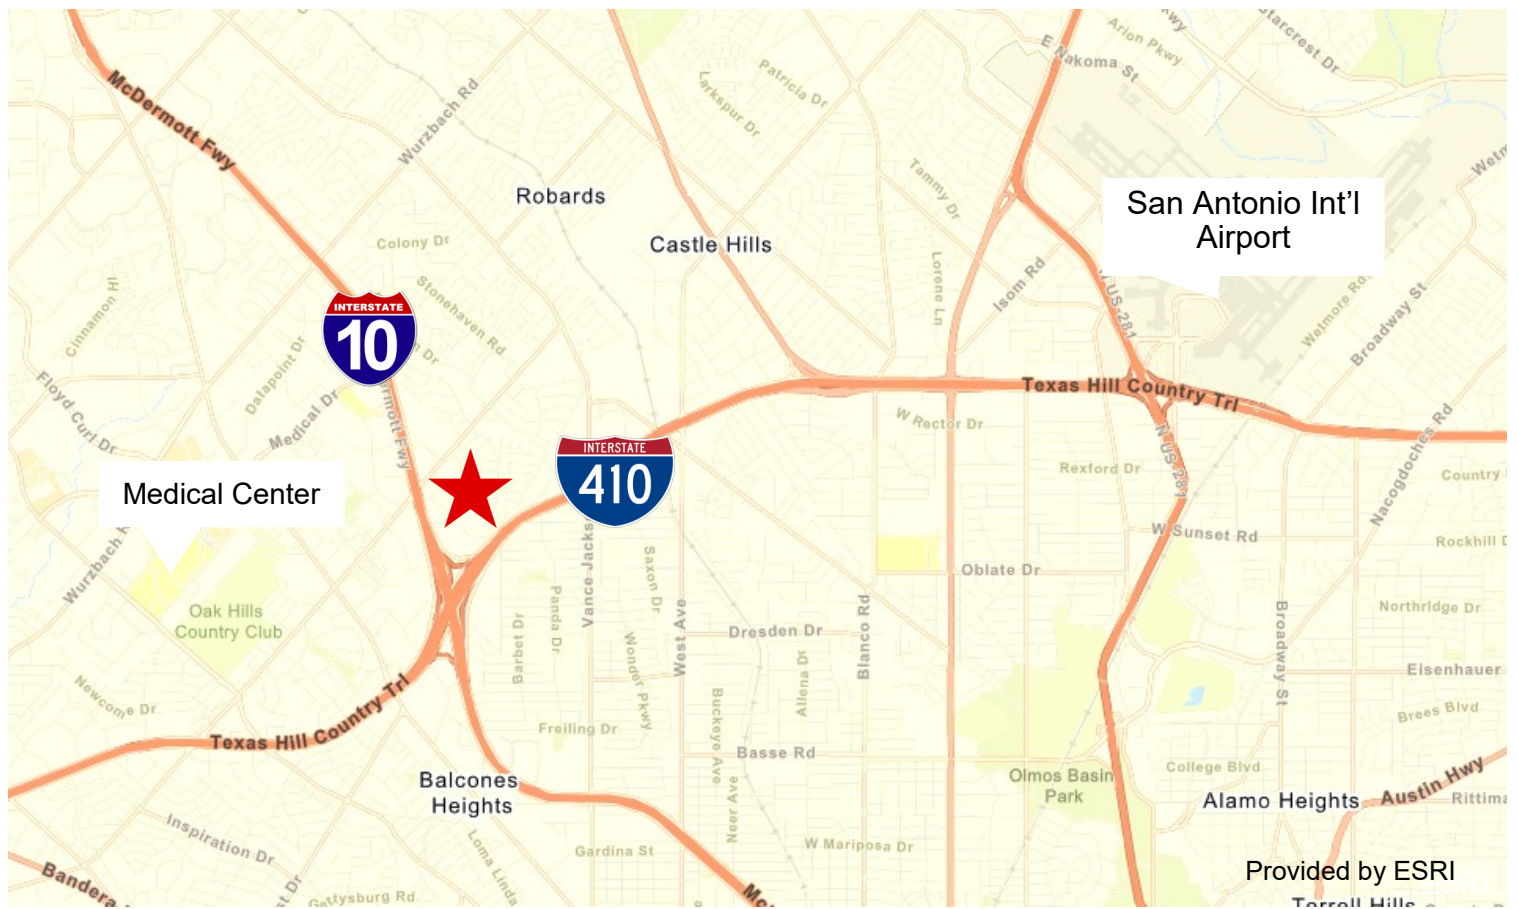 E Nakoma St
Arlon Pkwy
Starcrest Dr
McDermott Fwy
Wurzbach Rd
Larkspur Dr
Patricia Dr
Tammy Dr
Robards
San Antonio Int'l
Airport
Castle Hills
Colony Dr
Lorene Ln
Isom Rd
Cinnamon Hl
Stonehaven Rd
N US-281
Wetmore Rd
Broadway St
INTERSTATE
10
Datapoint Dr
Medical Dr
Floyd Curl Dr
Texas Hill Country Trl
W Rector Dr
INTERSTATE
410
N US-281
Rexford Dr
Nacogdoches Rd
Country
Medical Center
W Sunset Rd
Rockhill
Vance Jacks
Saxon Dr
Oblate Dr
Oak Hills
Country Club
Barbet Dr
Panda Dr
Wonder Pkwy
West Ave
Dresden Dr
Blanco Rd
Broadway St
Northridge Dr
Allena Dr
Eisenhauer
Newcome Dr
Texas Hill Country Trl
Freiling Dr
Buckeye Ave
Basse Rd
Brees Blvd
Balcones
Heights
Neer Ave
Olmos Basin
Park
College Blvd
Alamo Heights
Austin Hwy
Inspiration Dr
Loma Linda
Gardina St
W Mariposa Dr
Provided by ESRI
Bandera
Gettysburg Rd
Terrell Hills